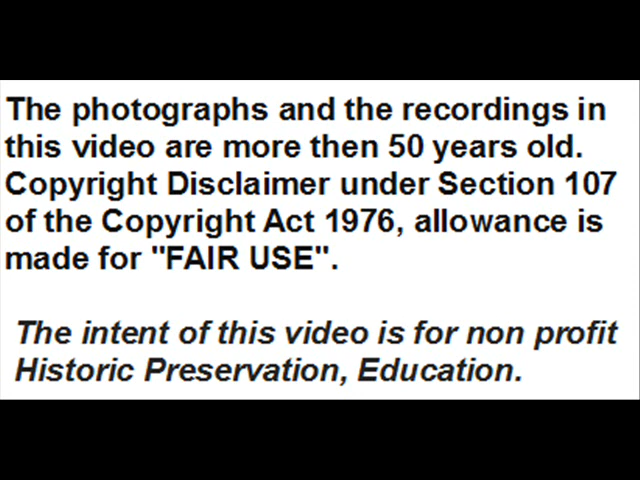 The photographs and the recordings in
this video are more then 50 years old.
Copyright Disclaimer under Section 107
of the Copyright Act 1976, allowance is
made for "FAIR USE".
The intent of this video is for non profit
Historic Preservation, Education.